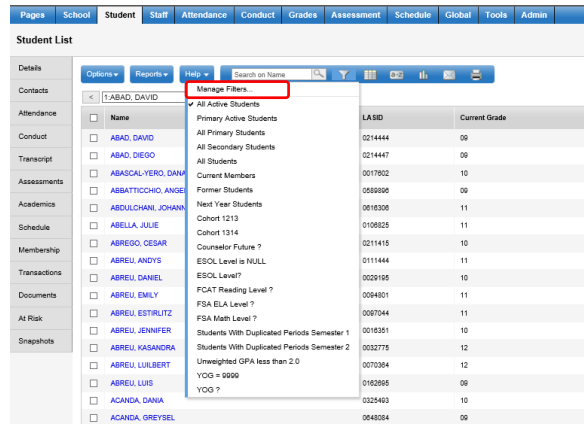 Pages School Student Staff Attendance Conduct Grades Assessment Schedule Global Tools Admin
Student List
Details
Contacts
Attendance
Conduct
Transcript
Assessments
Academics
Schedule
Membership
Transactions
Documents
At Risk
Snapshots
Options Reports Help Search on Name a-z
< 1:ABAD, DAVID
Manage Filters...
All Active Students
Primary Active Students
All Primary Students
All Secondary Students
All Students
Current Members
Former Students
Next Year Students
Cohort 1213
Cohort 1314
Counselor Future ?
ESOL Level is NULL
ESOL Level?
FCAT Reading Level ?
FSA ELA Level ?
FSA Math Level ?
Students With Duplicated Periods Semester 1
Students With Duplicated Periods Semester 2
Unweighted GPA less than 2.0
YOG = 9999
YOG ?
Name LASID Current Grade
ABAD, DAVID 0214444 09
ABAD, DIEGO 0214447 09
ABASCAL-YERO, DANA 0017602 10
ABBATTICCHIO, ANGE 0589896 09
ABDULCHANI, JOHANN 0616306 11
ABELLA, JULIE 0106825 11
ABREGO, CESAR 0211415 10
ABREU, ANDYS 0111444 11
ABREU, DANIEL 0029195 10
ABREU, EMILY 0094801 11
ABREU, ESTIRLITZ 0097044 11
ABREU, JENNIFER 0016351 10
ABREU, KASANDRA 0032775 12
ABREU, LUILBERT 0070364 12
ABREU, LUIS 0162695 09
ACANDA, DANIA 0325493 10
ACANDA, GREYSEL 0648084 09